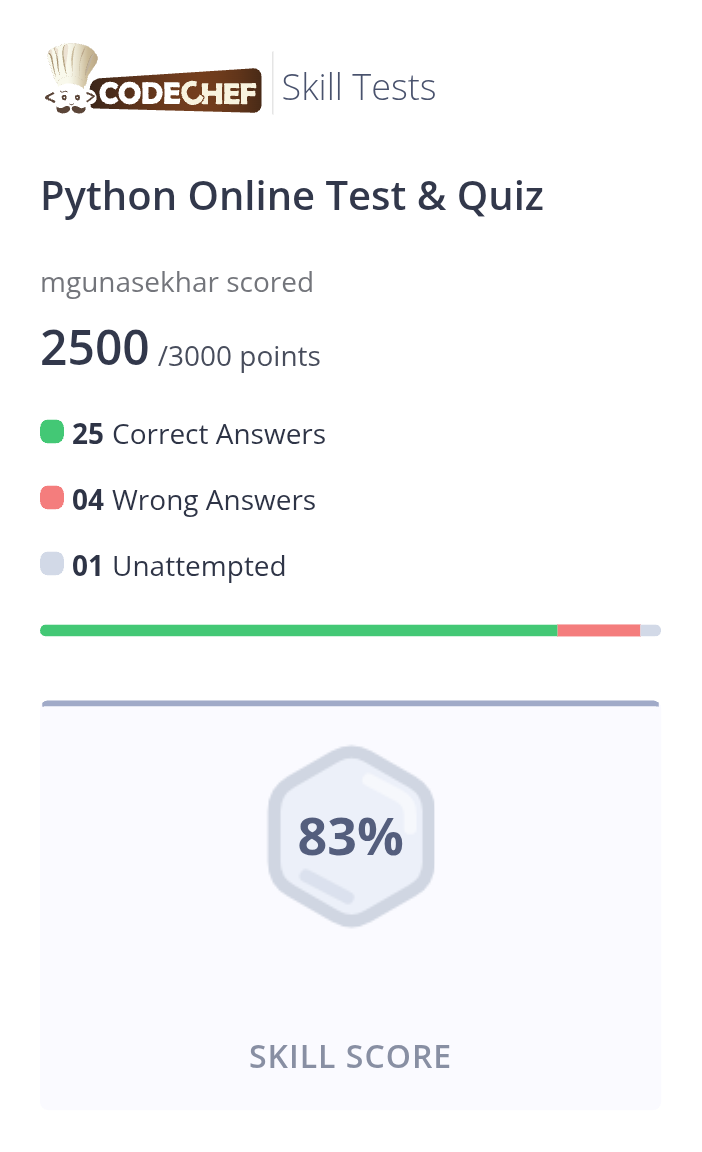 CODECHEF Skill Tests
Python Online Test & Quiz
mgunasekhar scored
2500 /3000 points
25 Correct Answers
04 Wrong Answers
01 Unattempted
83%
SKILL SCORE